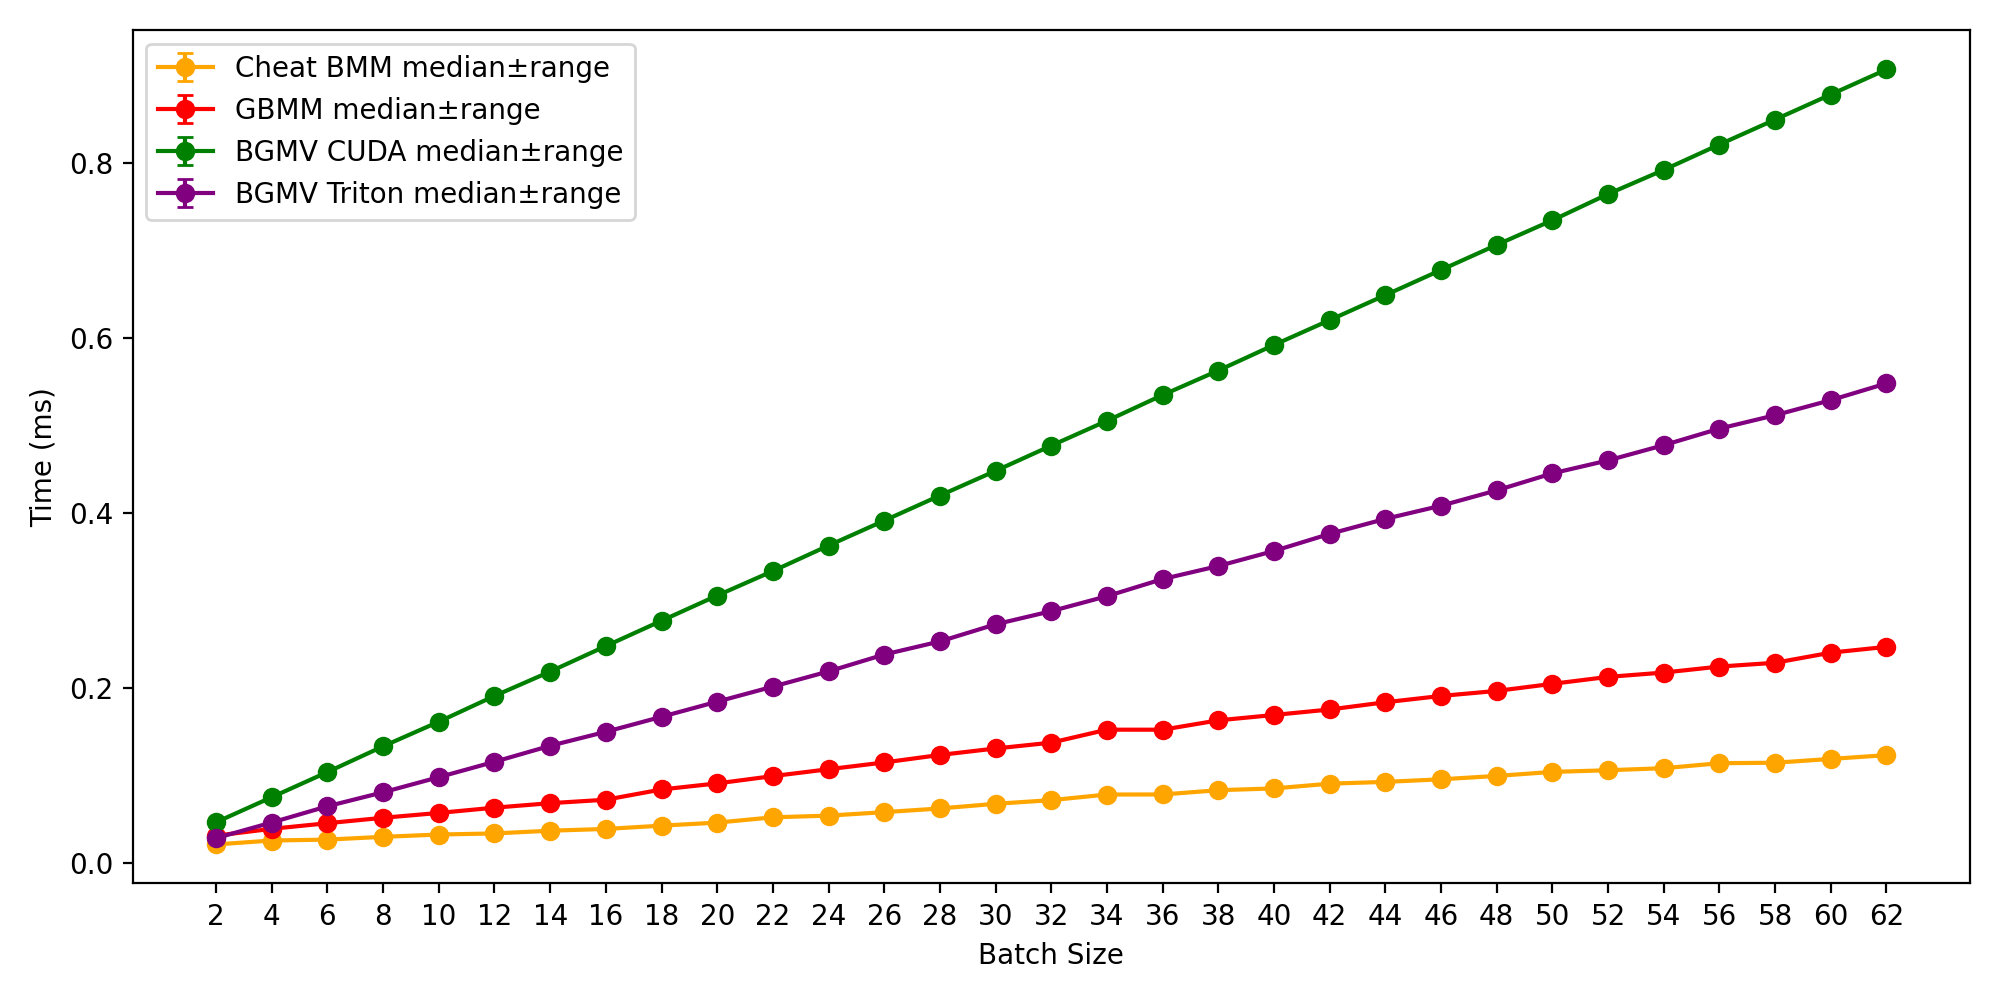 Cheat BMM median±range
GBMM median±range
BGMV CUDA median±range
BGMV Triton median±range
Time (ms)
0.8
0.6
0.4
0.2
0.0
2 4 6 8 10 12 14 16 18 20 22 24 26 28 30 32 34 36 38 40 42 44 46 48 50 52 54 56 58 60 62
Batch Size